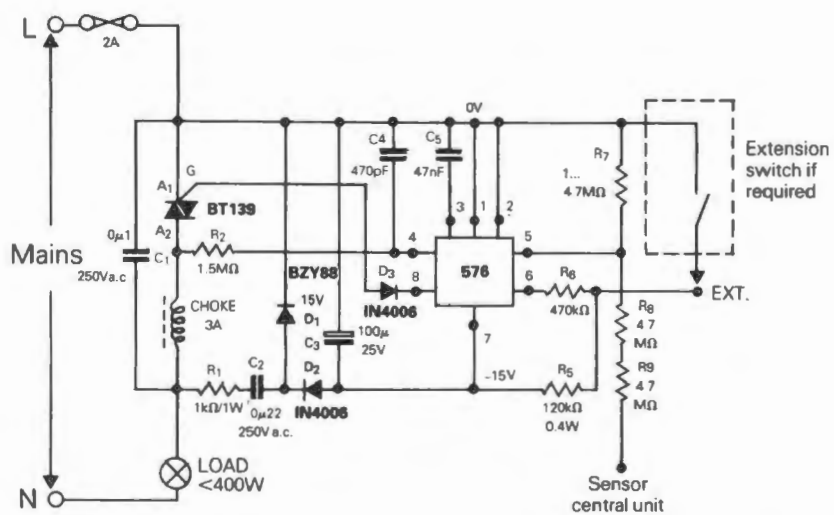 L
2A
0V
C4
470pF
C5
47nF
R7
1...
4.7MΩ
Extension
switch if
required
G
A1
BT139
A2
3
1
2
Mains
0µ1
C1
250Va.c
R2
1.5MΩ
4
5
576
BZY88
D3
8
6
R6
470kΩ
EXT.
IN4006
CHOKE
3A
15V
D1
100µ
25V
C3
7
R8
4.7
MΩ
-15V
R1
1kΩ/1W
C2
0µ22
250Va.c.
D2
IN4006
R5
120kΩ
0.4W
R9
4.7
MΩ
LOAD
<400W
N
Sensor
central unit